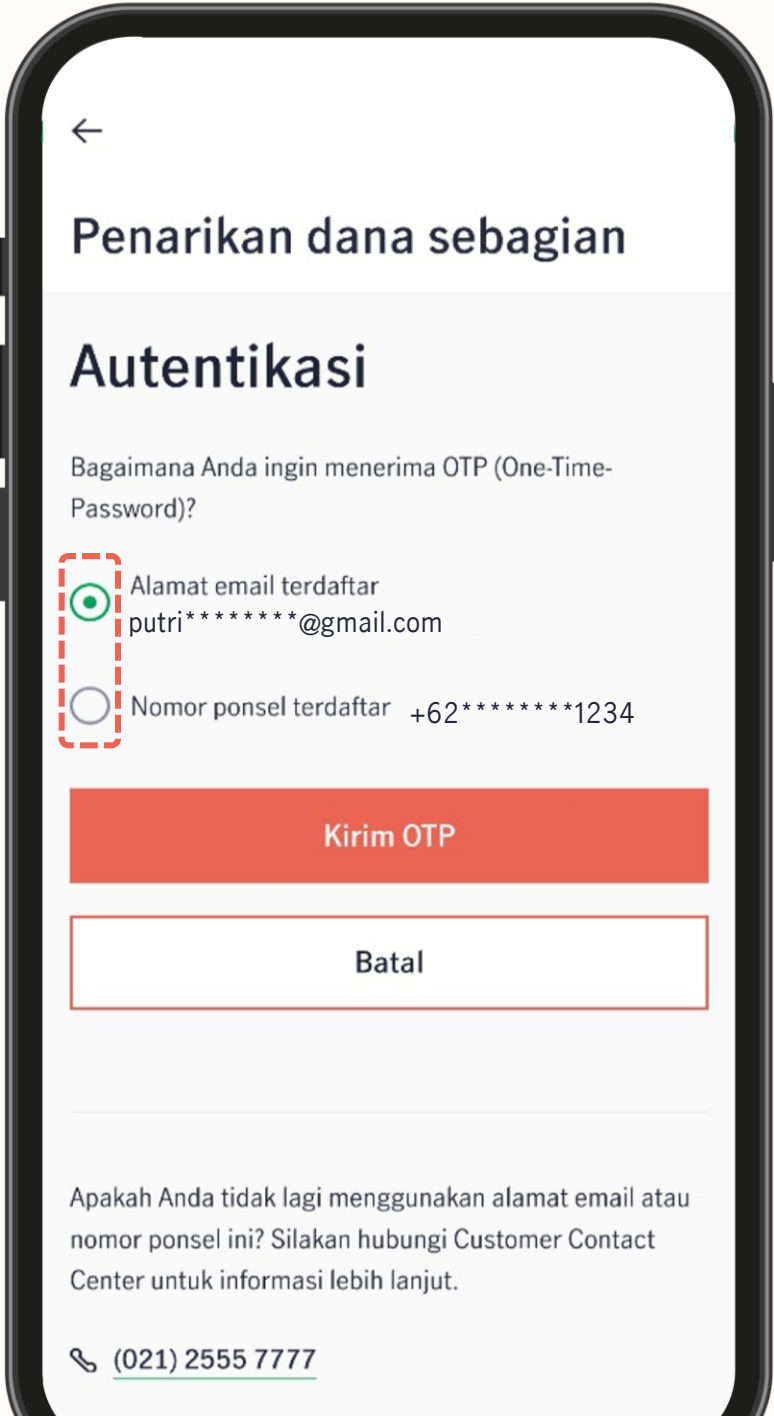 Penarikan dana sebagian
Autentikasi
Bagaimana Anda ingin menerima OTP (One-Time-
Password)?
Alamat email terdaftar
putri********@gmail.com
Nomor ponsel terdaftar +62********1234
Kirim OTP
Batal
Apakah Anda tidak lagi menggunakan alamat email atau
nomor ponsel ini? Silakan hubungi Customer Contact
Center untuk informasi lebih lanjut.
(021) 2555 7777